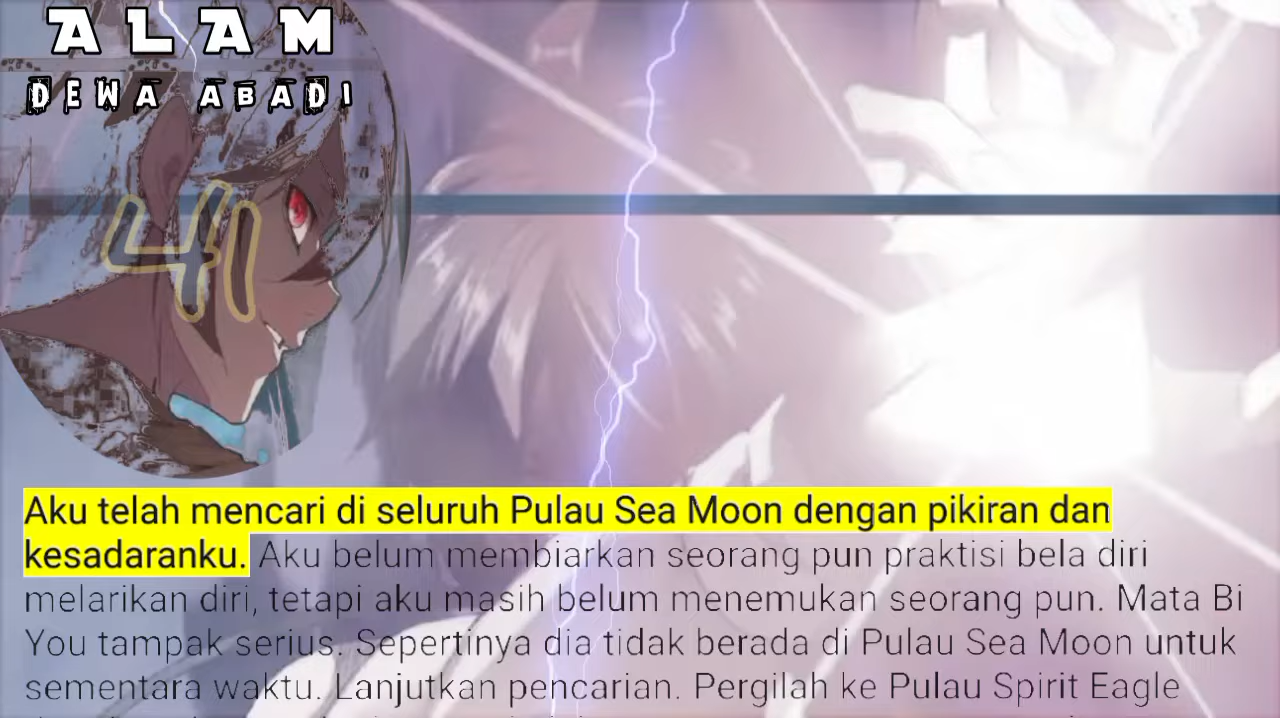 ALAM
DEWA ABADI
41
Aku telah mencari di seluruh Pulau Sea Moon dengan pikiran dan
kesadaranku. Aku belum membiarkan seorang pun praktisi bela diri
melarikan diri, tetapi aku masih belum menemukan seorang pun. Mata Bi
You tampak serius. Sepertinya dia tidak berada di Pulau Sea Moon untuk
sementara waktu. Lanjutkan pencarian. Pergilah ke Pulau Spirit Eagle